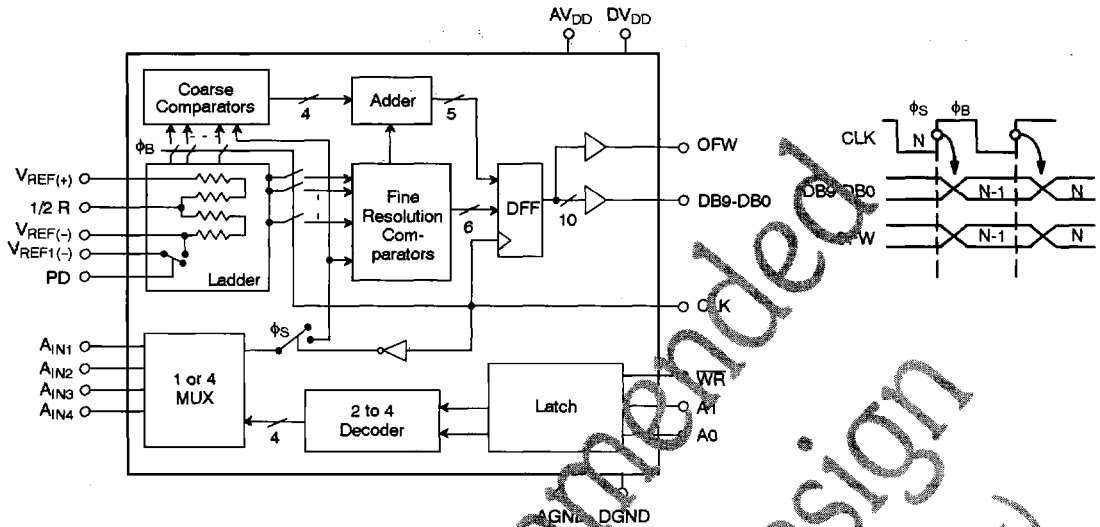 AVDD DVDD
Coarse
Comparators
4
Adder
5
ϕB
VREF(+)
1/2 R
VREF(-)
VREF1(-)
PD
Ladder
Fine
Resolution
Com-
parators
6
DFF
10
OFW
DB9-DB0
CLK
ϕS
AIN1
AIN2
AIN3
AIN4
1 or 4
MUX
4
2 to 4
Decoder
Latch
WR
A1
A0
AGND DGND
ϕS ϕB
CLK N
DB9-DB0 N-1 N
OFW N-1 N